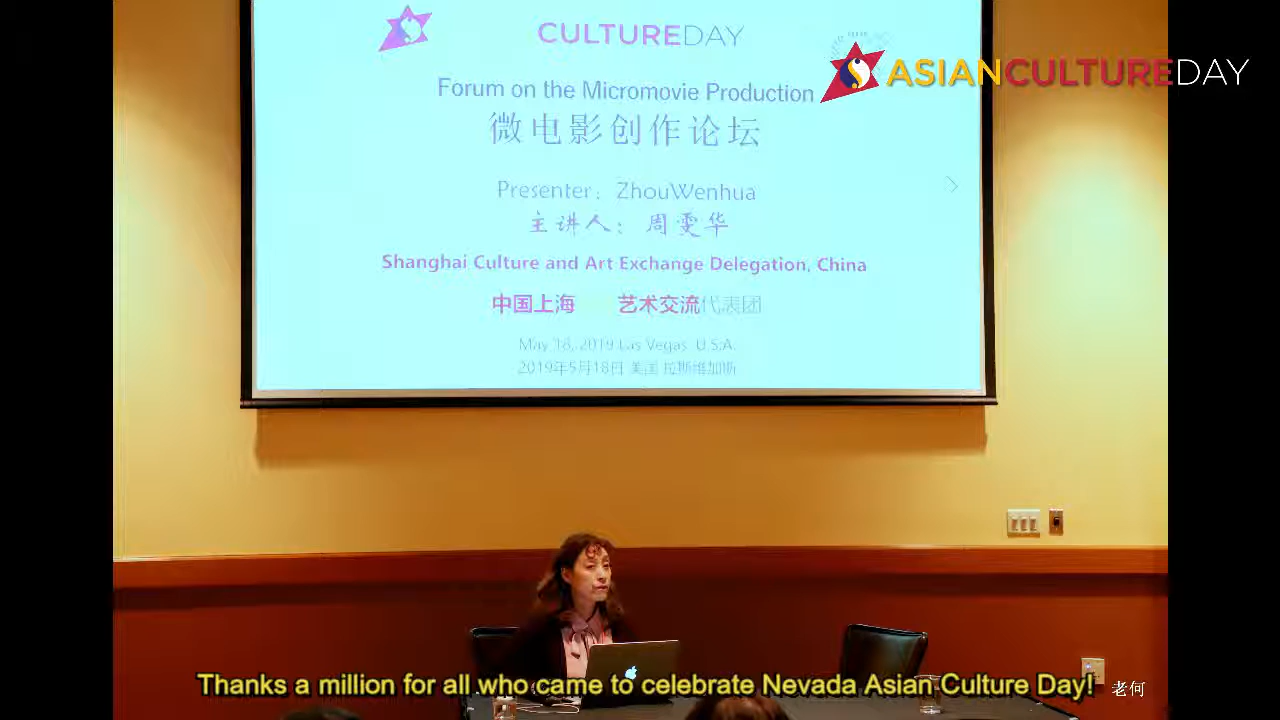 CULTUREDAY
ASIANCULTUREDAY
Forum on the Micromovie Production
微电影创作论坛
Presenter: ZhouWenhua
主讲人：周雯华
Shanghai Culture and Art Exchange Delegation, China
中国上海 艺术交流代表团
May 18, 2019 Las Vegas U.S.A.
2019年5月18日 美国 拉斯维加斯
Thanks a million for all who came to celebrate Nevada Asian Culture Day!
老何